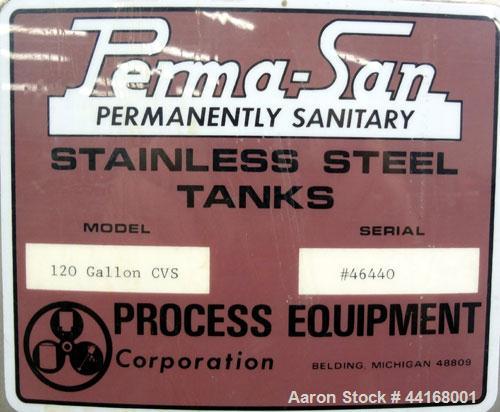 Perma-San
PERMANENTLY SANITARY
STAINLESS STEEL
TANKS
MODEL
SERIAL
120 Gallon CVS
#46440
PROCESS EQUIPMENT
Corporation
BELDING, MICHIGAN 48809
Aaron Stock # 44168001